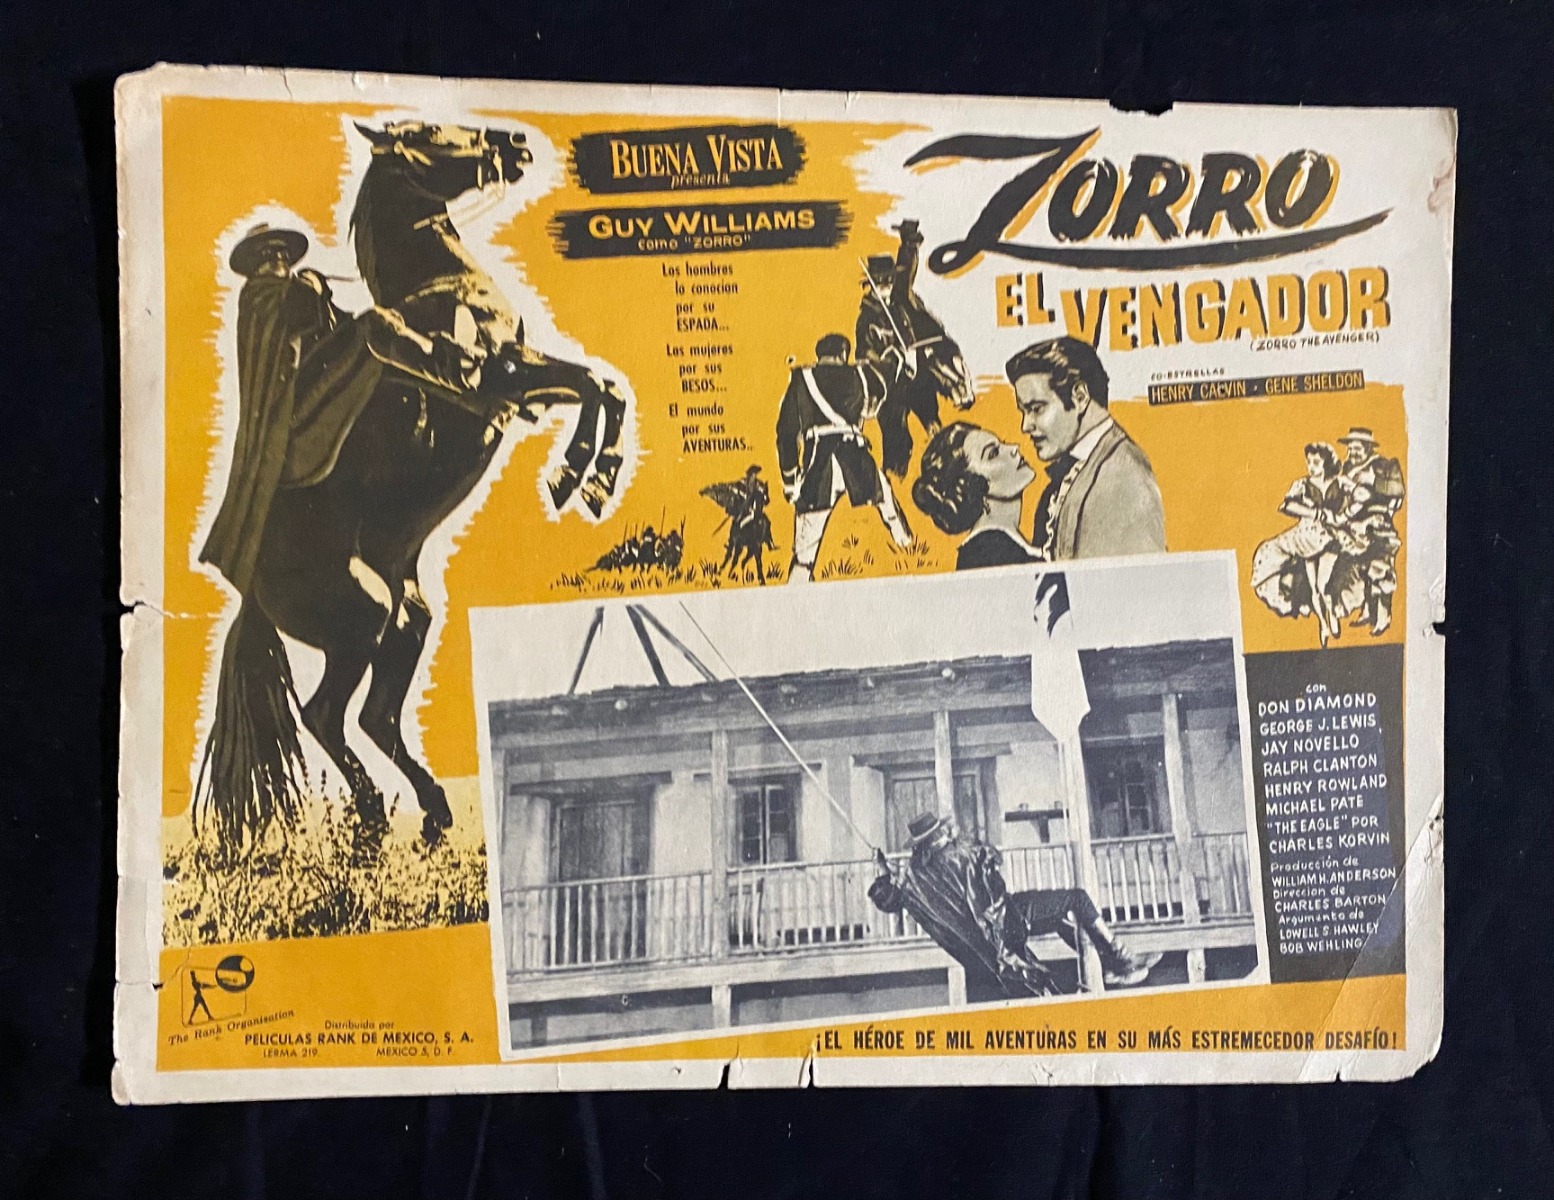 BUENA VISTA
presenta
GUY WILLIAMS
como "ZORRO"
Los hombres
lo conocían
por su
ESPADA...
Las mujeres
por sus
BESOS...
El mundo
por sus
AVENTURAS..
ZORRO
EL VENGADOR
(ZORRO THE AVENGER)
CO-ESTRELLAS
HENRY CALVIN - GENE SHELDON
con
DON DIAMOND
GEORGE J. LEWIS,
JAY NOVELLO
RALPH CLANTON
HENRY ROWLAND
MICHAEL PATE
"THE EAGLE" POR
CHARLES KORVIN
Producción de
WILLIAM H. ANDERSON
Dirección de
CHARLES BARTON
Argumento de
LOWELL S HAWLEY
BOB WEHLING
The Rank Organisation
Distribuida por
PELICULAS RANK DE MEXICO, S. A.
LERMA 219. MEXICO 5, D. F.
¡EL HÉROE DE MIL AVENTURAS EN SU MÁS ESTREMECEDOR DESAFÍO!